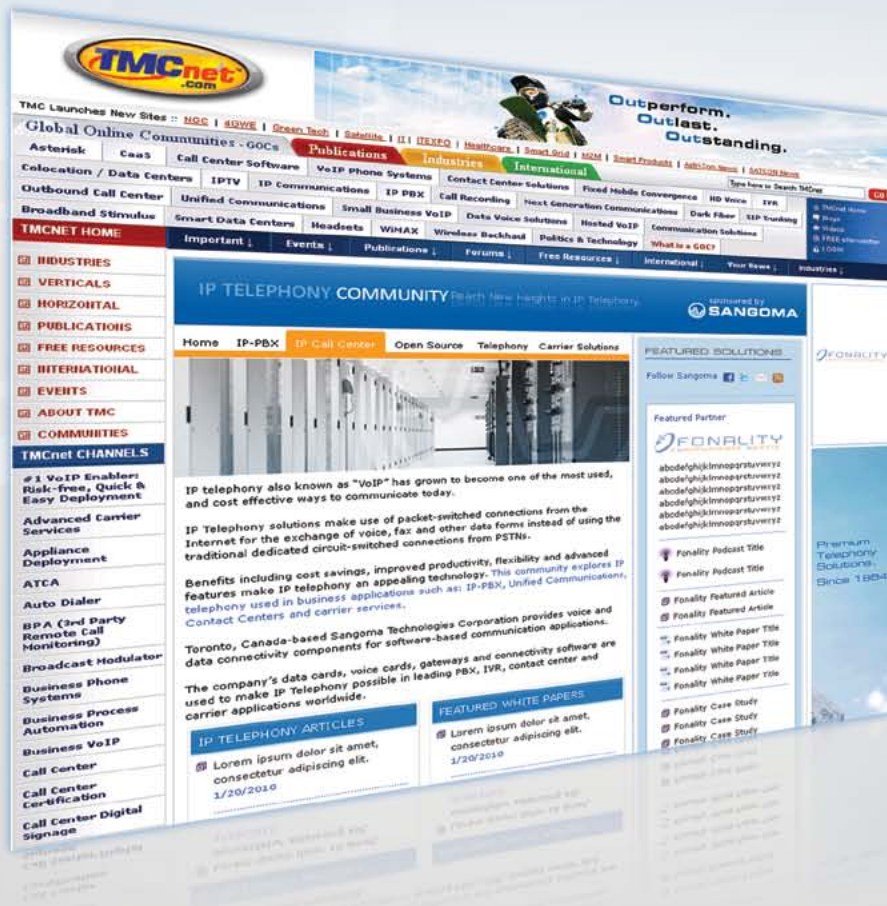 TMCnet
.com
Outperform.
Outlast.
Outstanding.
TMC Launches New Sites :: NGC | 4GWE | Green Tech | Satellite | IT | ITEXPO | Healthcare | Smart Grid | M2M | Smart Products |
Global Online Communities - GOCs Publications Industries International
Type here to Search TMCnet
Asterisk CaaS Call Center Software VoIP Phone Systems Contact Center Solutions Fixed Mobile Convergence HD Voice IVR
Colocation / Data Centers IPTV IP Communications IP PBX Call Recording Next Generation Communications Dark Fiber SIP Trunking
Outbound Call Center Unified Communications Small Business VoIP Data Voice Solutions Hosted VoIP Communication Solutions
Broadband Stimulus Smart Data Centers Headsets WiMAX Wireless Backhaul Politics & Technology What is a GOC?
TMCnet Home
Blogs
Videos
FREE eNewsletter
LOGIN
TMCNET HOME
Important Events Publications Forums Free Resources International Your News Industries
INDUSTRIES
VERTICALS
HORIZONTAL
PUBLICATIONS
FREE RESOURCES
INTERNATIONAL
EVENTS
ABOUT TMC
COMMUNITIES
TMCnet CHANNELS
#1 VoIP Enabler:
Risk-free, Quick &
Easy Deployment
Advanced Carrier
Services
Appliance
Deployment
ATCA
Auto Dialer
BPA (3rd Party
Remote Call
Monitoring)
Broadcast Modulator
Business Phone
Systems
Business Process
Automation
Business VoIP
Call Center
Call Center
Certification
Call Center Digital
Signage
IP TELEPHONY COMMUNITY Reach New Heights in IP Telephony.
sponsored by
SANGOMA
Home IP-PBX IP Call Center Open Source Telephony Carrier Solutions
IP telephony also known as "VoIP" has grown to become one of the most used,
and cost effective ways to communicate today.
IP Telephony solutions make use of packet-switched connections from the
Internet for the exchange of voice, fax and other data forms instead of using the
traditional dedicated circuit-switched connections from PSTNs.
Benefits including cost savings, improved productivity, flexibility and advanced
features make IP telephony an appealing technology. This community explores IP
telephony used in business applications such as: IP-PBX, Unified Communications,
Contact Centers and carrier services.
Toronto, Canada-based Sangoma Technologies Corporation provides voice and
data connectivity components for software-based communication applications.
The company's data cards, voice cards, gateways and connectivity software are
used to make IP Telephony possible in leading PBX, IVR, contact center and
carrier applications worldwide.
IP TELEPHONY ARTICLES
Lorem ipsum dolor sit amet,
consectetur adipiscing elit.
1/20/2010
FEATURED WHITE PAPERS
Lorem ipsum dolor sit amet,
consectetur adipiscing elit.
1/20/2010
FEATURED SOLUTIONS
Follow Sangoma
Featured Partner
FONALITY
abcdefghijklmnopqrstuvwxyz
abcdefghijklmnopqrstuvwxyz
abcdefghijklmnopqrstuvwxyz
abcdefghijklmnopqrstuvwxyz
abcdefghijklmnopqrstuvwxyz
abcdefghijklmnopqrstuvwxyz
Fonality Podcast Title
Fonality Podcast Title
Fonality Featured Article
Fonality Featured Article
Fonality White Paper Title
Fonality White Paper Title
Fonality White Paper Title
Fonality White Paper Title
Fonality Case Study
Fonality Case Study
Fonality Case Study
FONALITY
Premium
Telephony
Solutions.
Since 1984